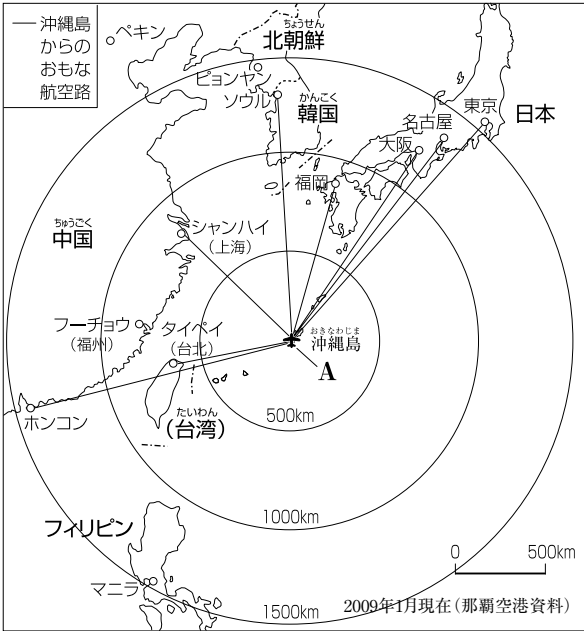 ― 沖縄島
からの
おもな
航空路
ペキン
ちょうせん
北朝鮮
ピョンヤン
ソウル
かんこく
韓国
東京
日本
名古屋
大阪
福岡
ちゅうごく
中国
シャンハイ
（上海）
フーチョウ
（福州）
タイペイ
（台北）
おきなわじま
沖縄島
A
ホンコン
たいわん
（台湾）
500km
1000km
フィリピン
マニラ
0 500km
1500km
2009年1月現在（那覇空港資料）